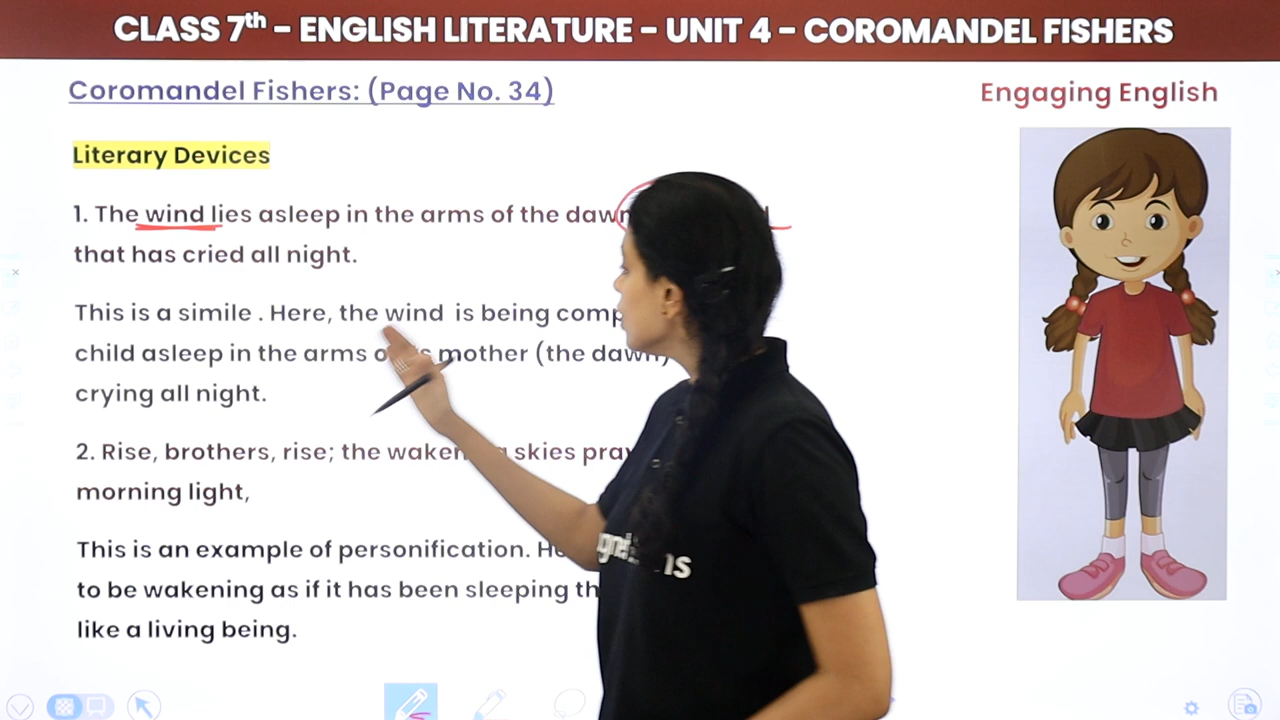 CLASS 7th - ENGLISH LITERATURE - UNIT 4 - COROMANDEL FISHERS
Coromandel Fishers: (Page No. 34)
Engaging English
Literary Devices
1. The wind lies asleep in the arms of the dawn
that has cried all night.
This is a simile . Here, the wind is being
child asleep in the arms mother (the dawn)
crying all night.
2. Rise, brothers, rise; the skies
morning light,
This is an example of personification.
to be wakening as if it has been sleeping
like a living being.